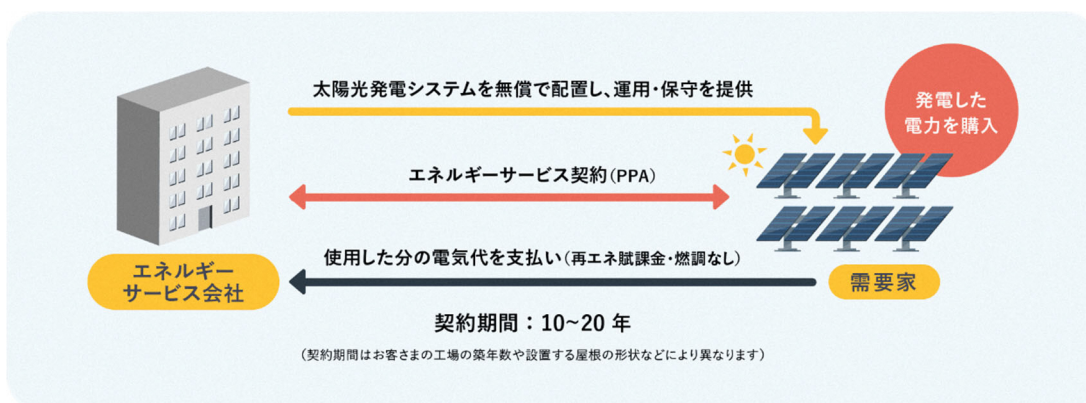 太陽光発電システムを無償で配置し、運用・保守を提供
発電した
電力を購入
エネルギーサービス契約（PPA）
使用した分の電気代を支払い（再エネ賦課金・燃調なし）
エネルギー
サービス会社
需要家
契約期間：10~20 年
（契約期間はお客さまの工場の築年数や設置する屋根の形状などにより異なります）